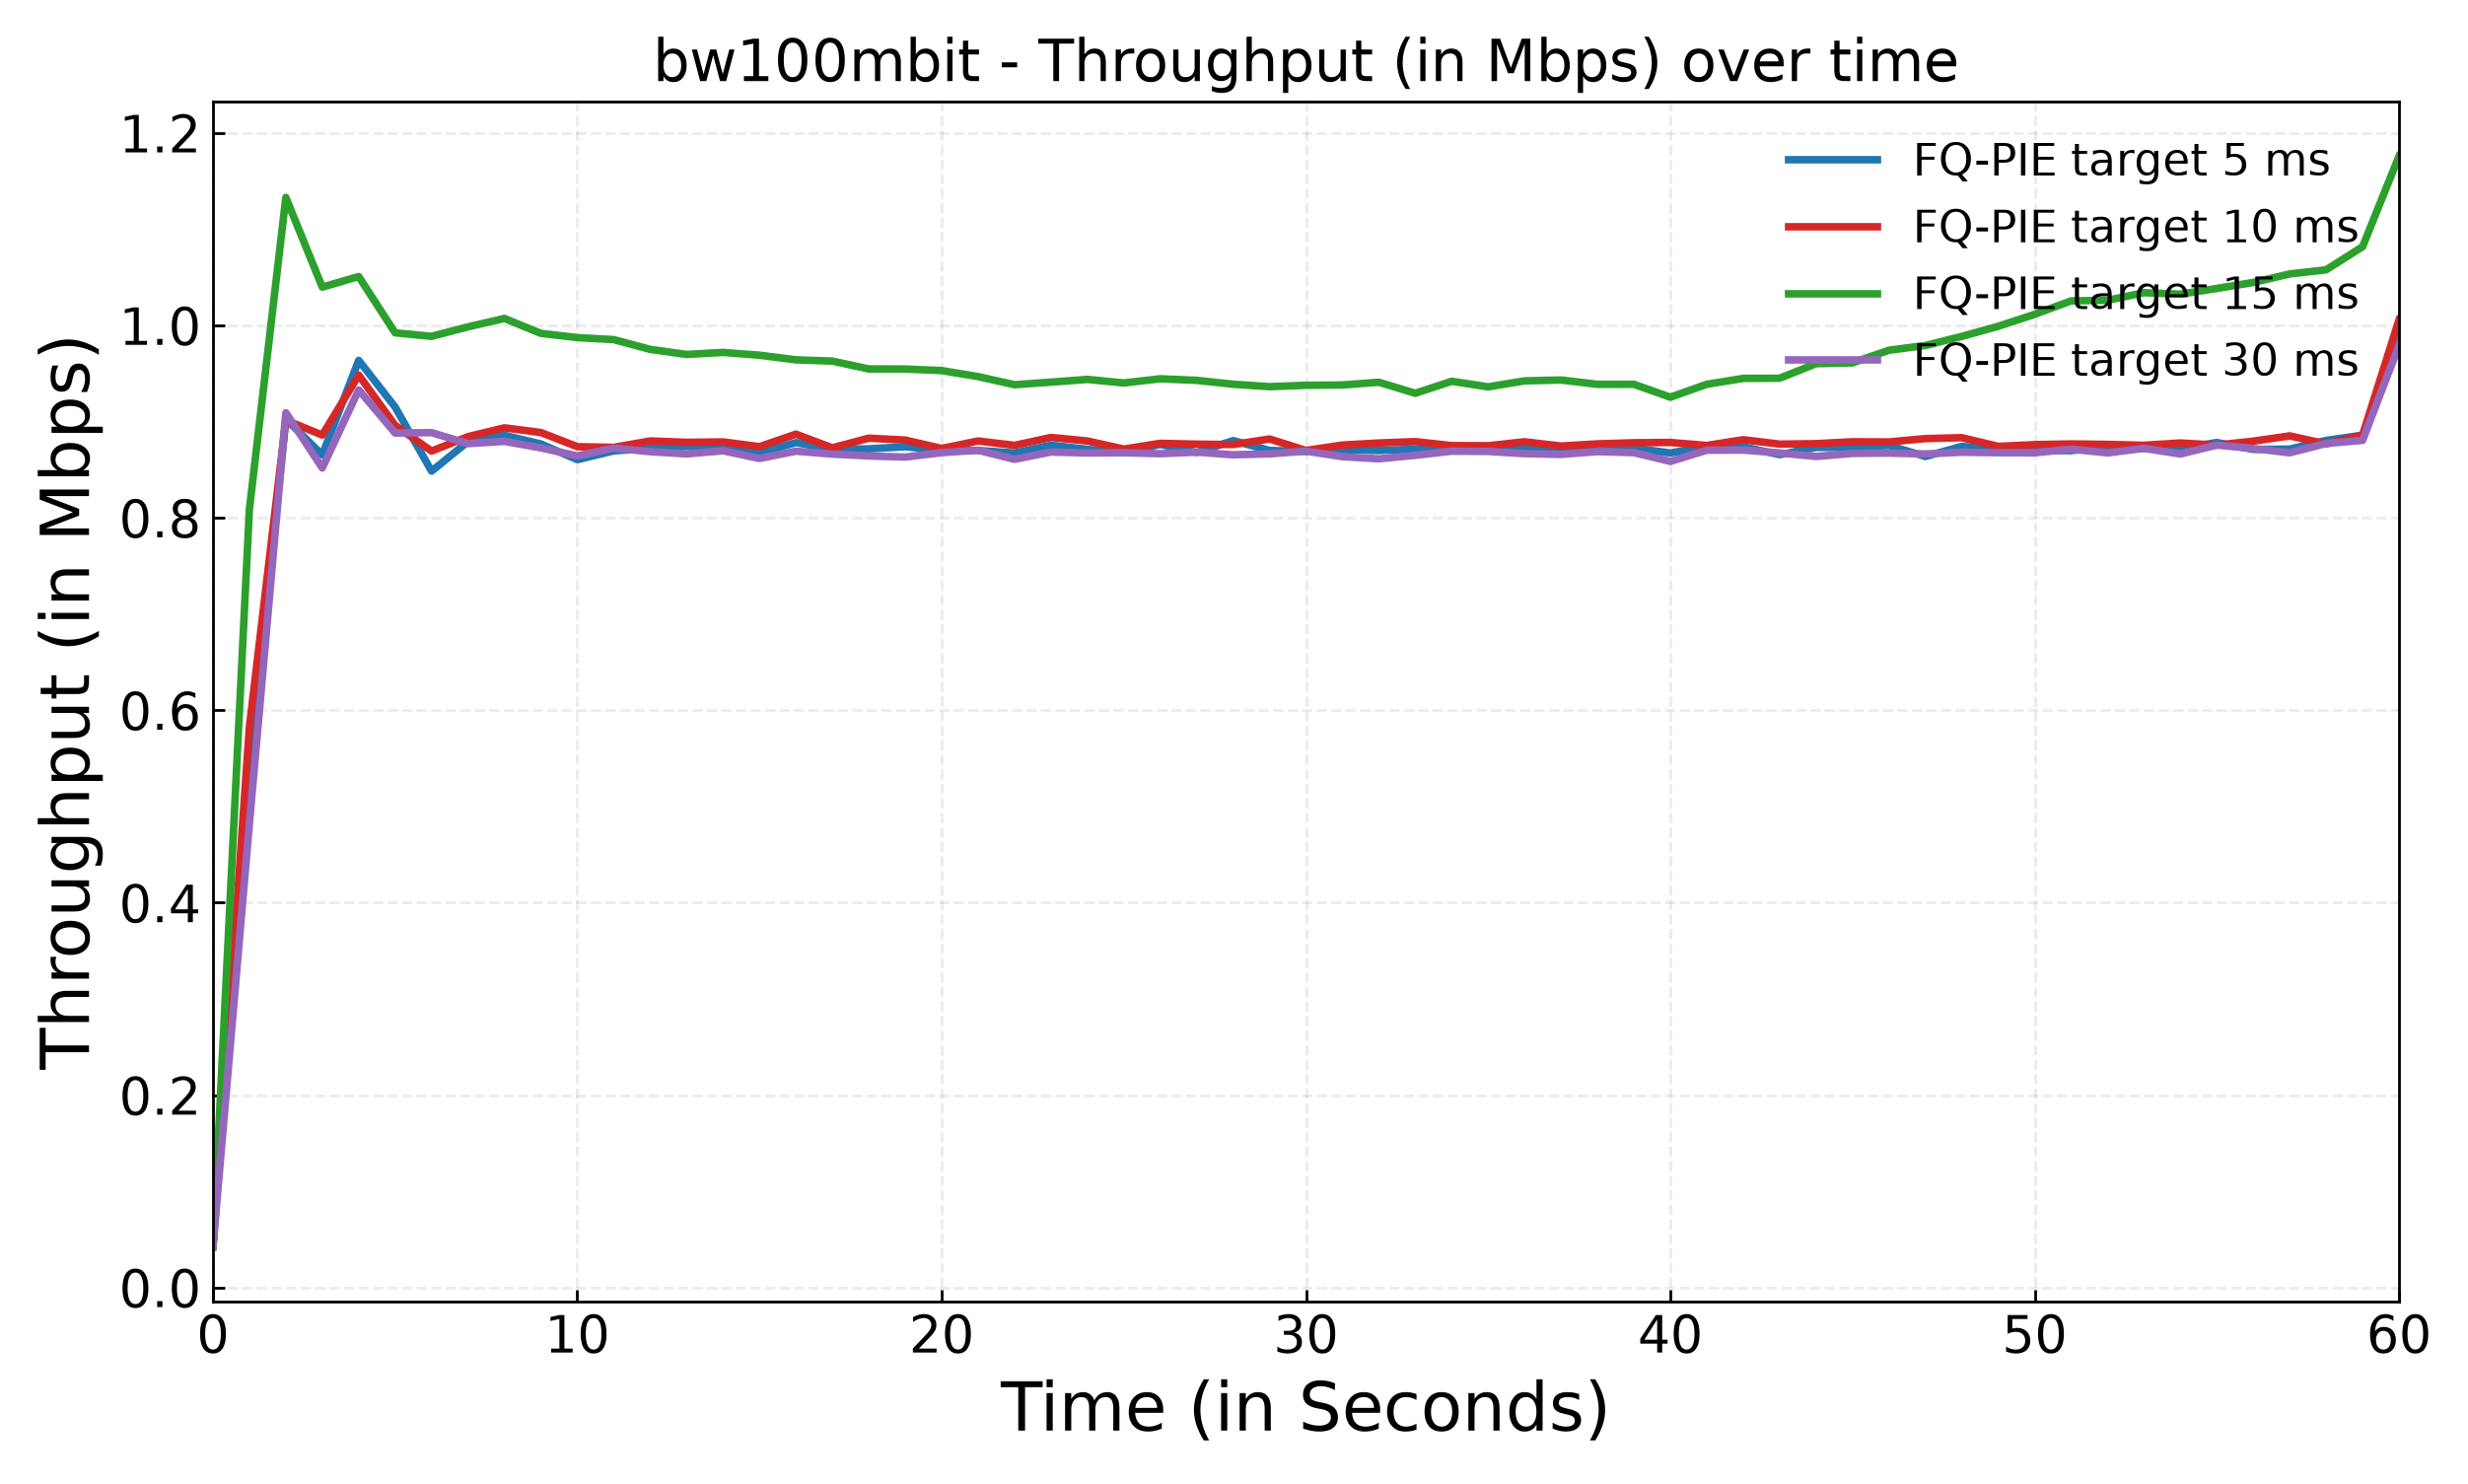 bw100mbit - Throughput (in Mbps) over time
Throughput (in Mbps)
1.2
1.0
0.8
0.6
0.4
0.2
0.0
FQ-PIE target 5 ms
FQ-PIE target 10 ms
FQ-PIE target 15 ms
FQ-PIE target 30 ms
0 10 20 30 40 50 60
Time (in Seconds)